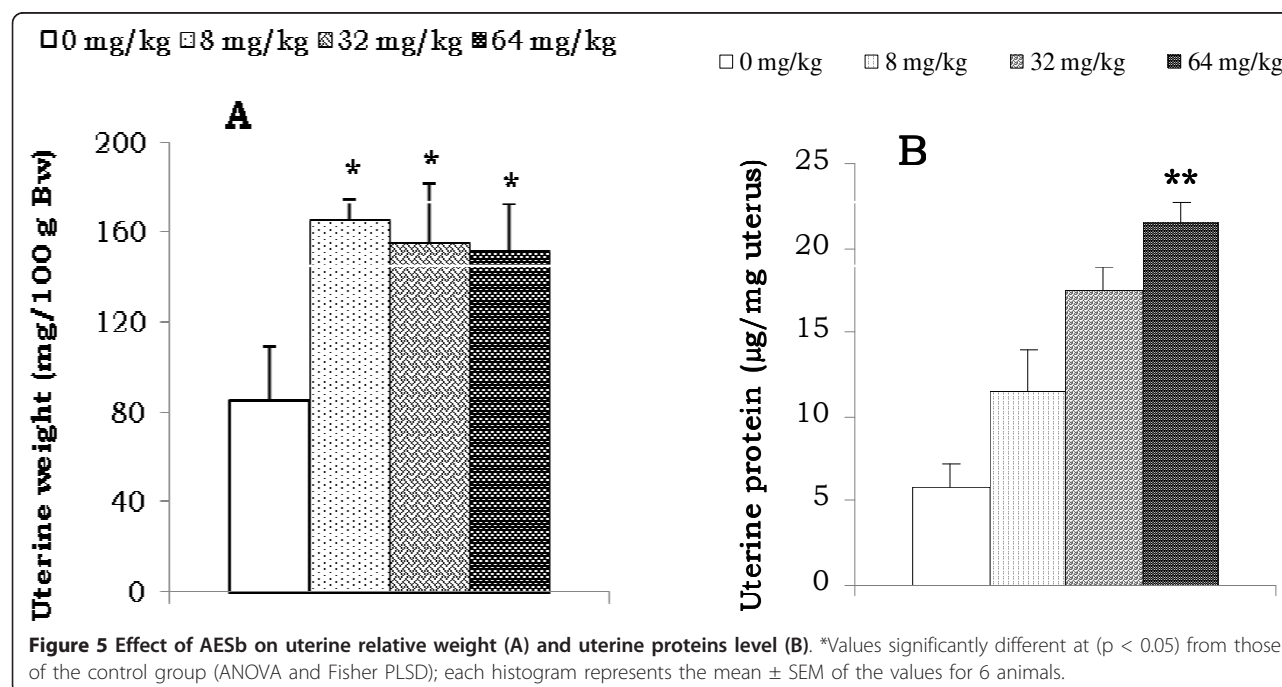 0 mg/kg 8 mg/kg 32 mg/kg 64 mg/kg
A
Uterine weight (mg/100 g Bw)
200
160
120
80
40
0
*
*
*
0 mg/kg 8 mg/kg 32 mg/kg 64 mg/kg
B
Uterine protein (µg/mg uterus)
25
20
15
10
5
0
**
Figure 5 Effect of AESb on uterine relative weight (A) and uterine proteins level (B). *Values significantly different at (p < 0.05) from those
of the control group (ANOVA and Fisher PLSD); each histogram represents the mean ± SEM of the values for 6 animals.